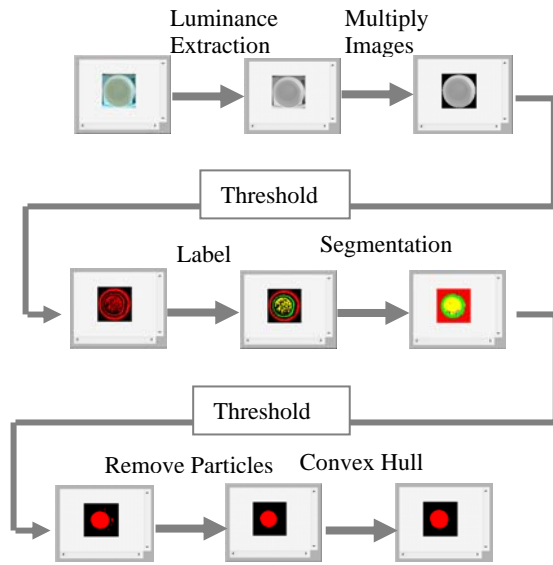 Luminance
Extraction
Multiply
Images
Threshold
Label
Segmentation
Threshold
Remove Particles
Convex Hull